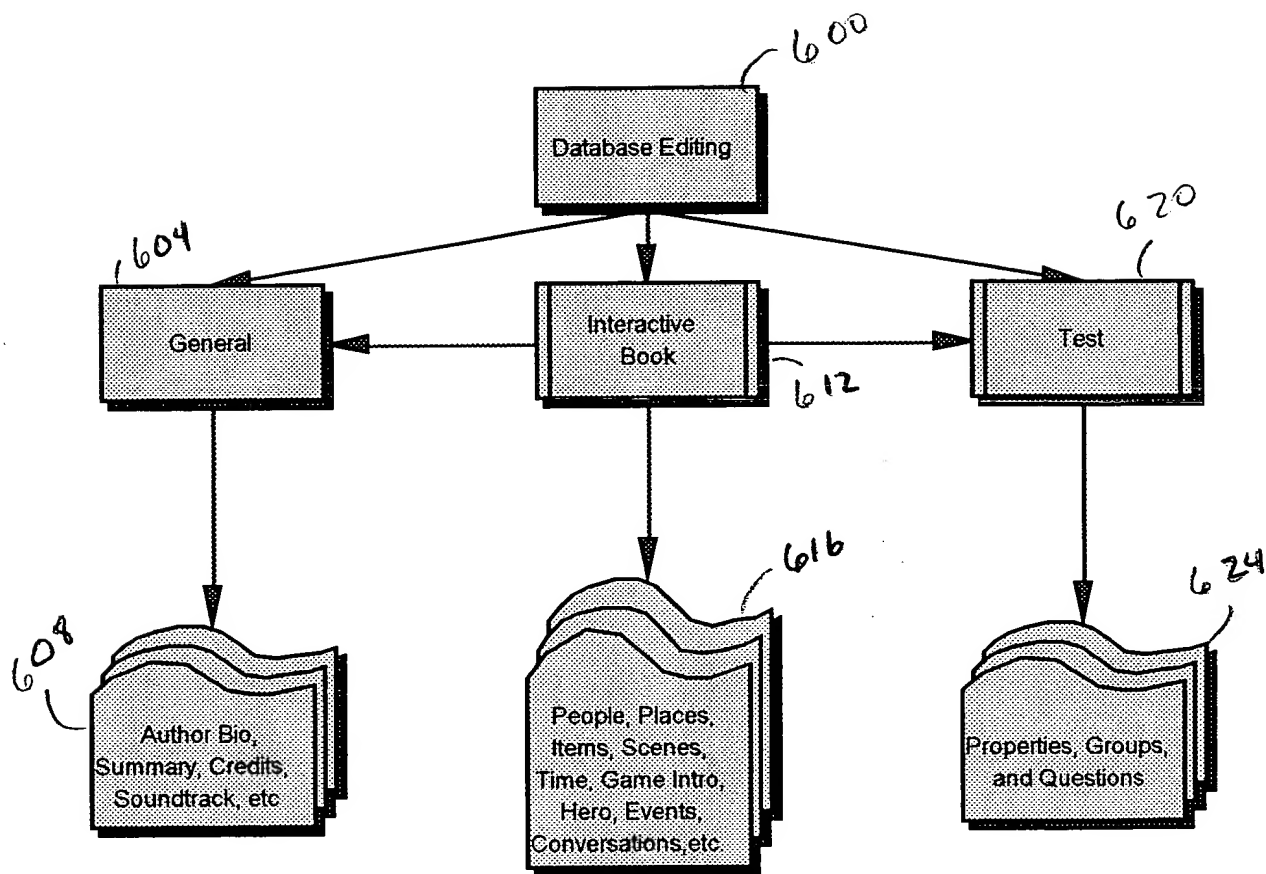 600
Database Editing
620
604
General
Interactive
Book
Test
612
616
624
608
Author Bio,
Summary, Credits,
Soundtrack, etc
People, Places,
Items, Scenes,
Time, Game Intro,
Hero, Events,
Conversations,etc
Properties, Groups,
and Questions